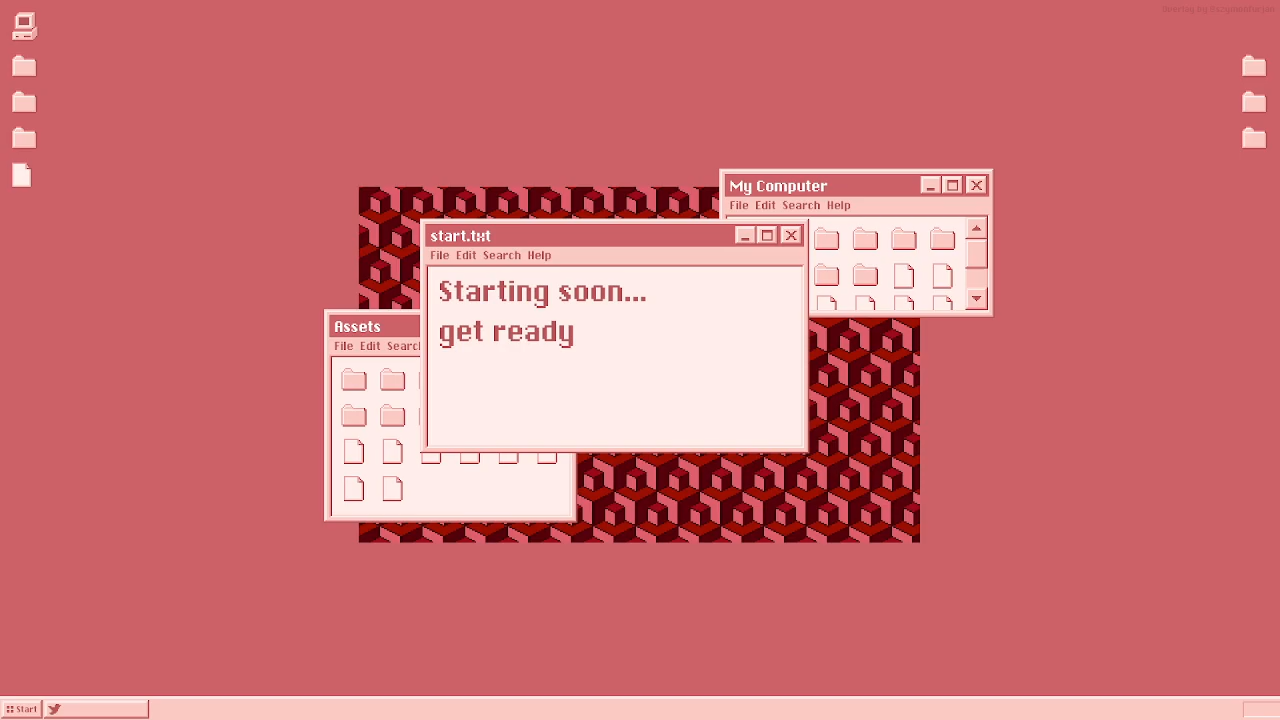 My Computer
File Edit Search Help
start.txt
File Edit Search Help
Starting soon...
get ready
Assets
File Edit Searc
Start